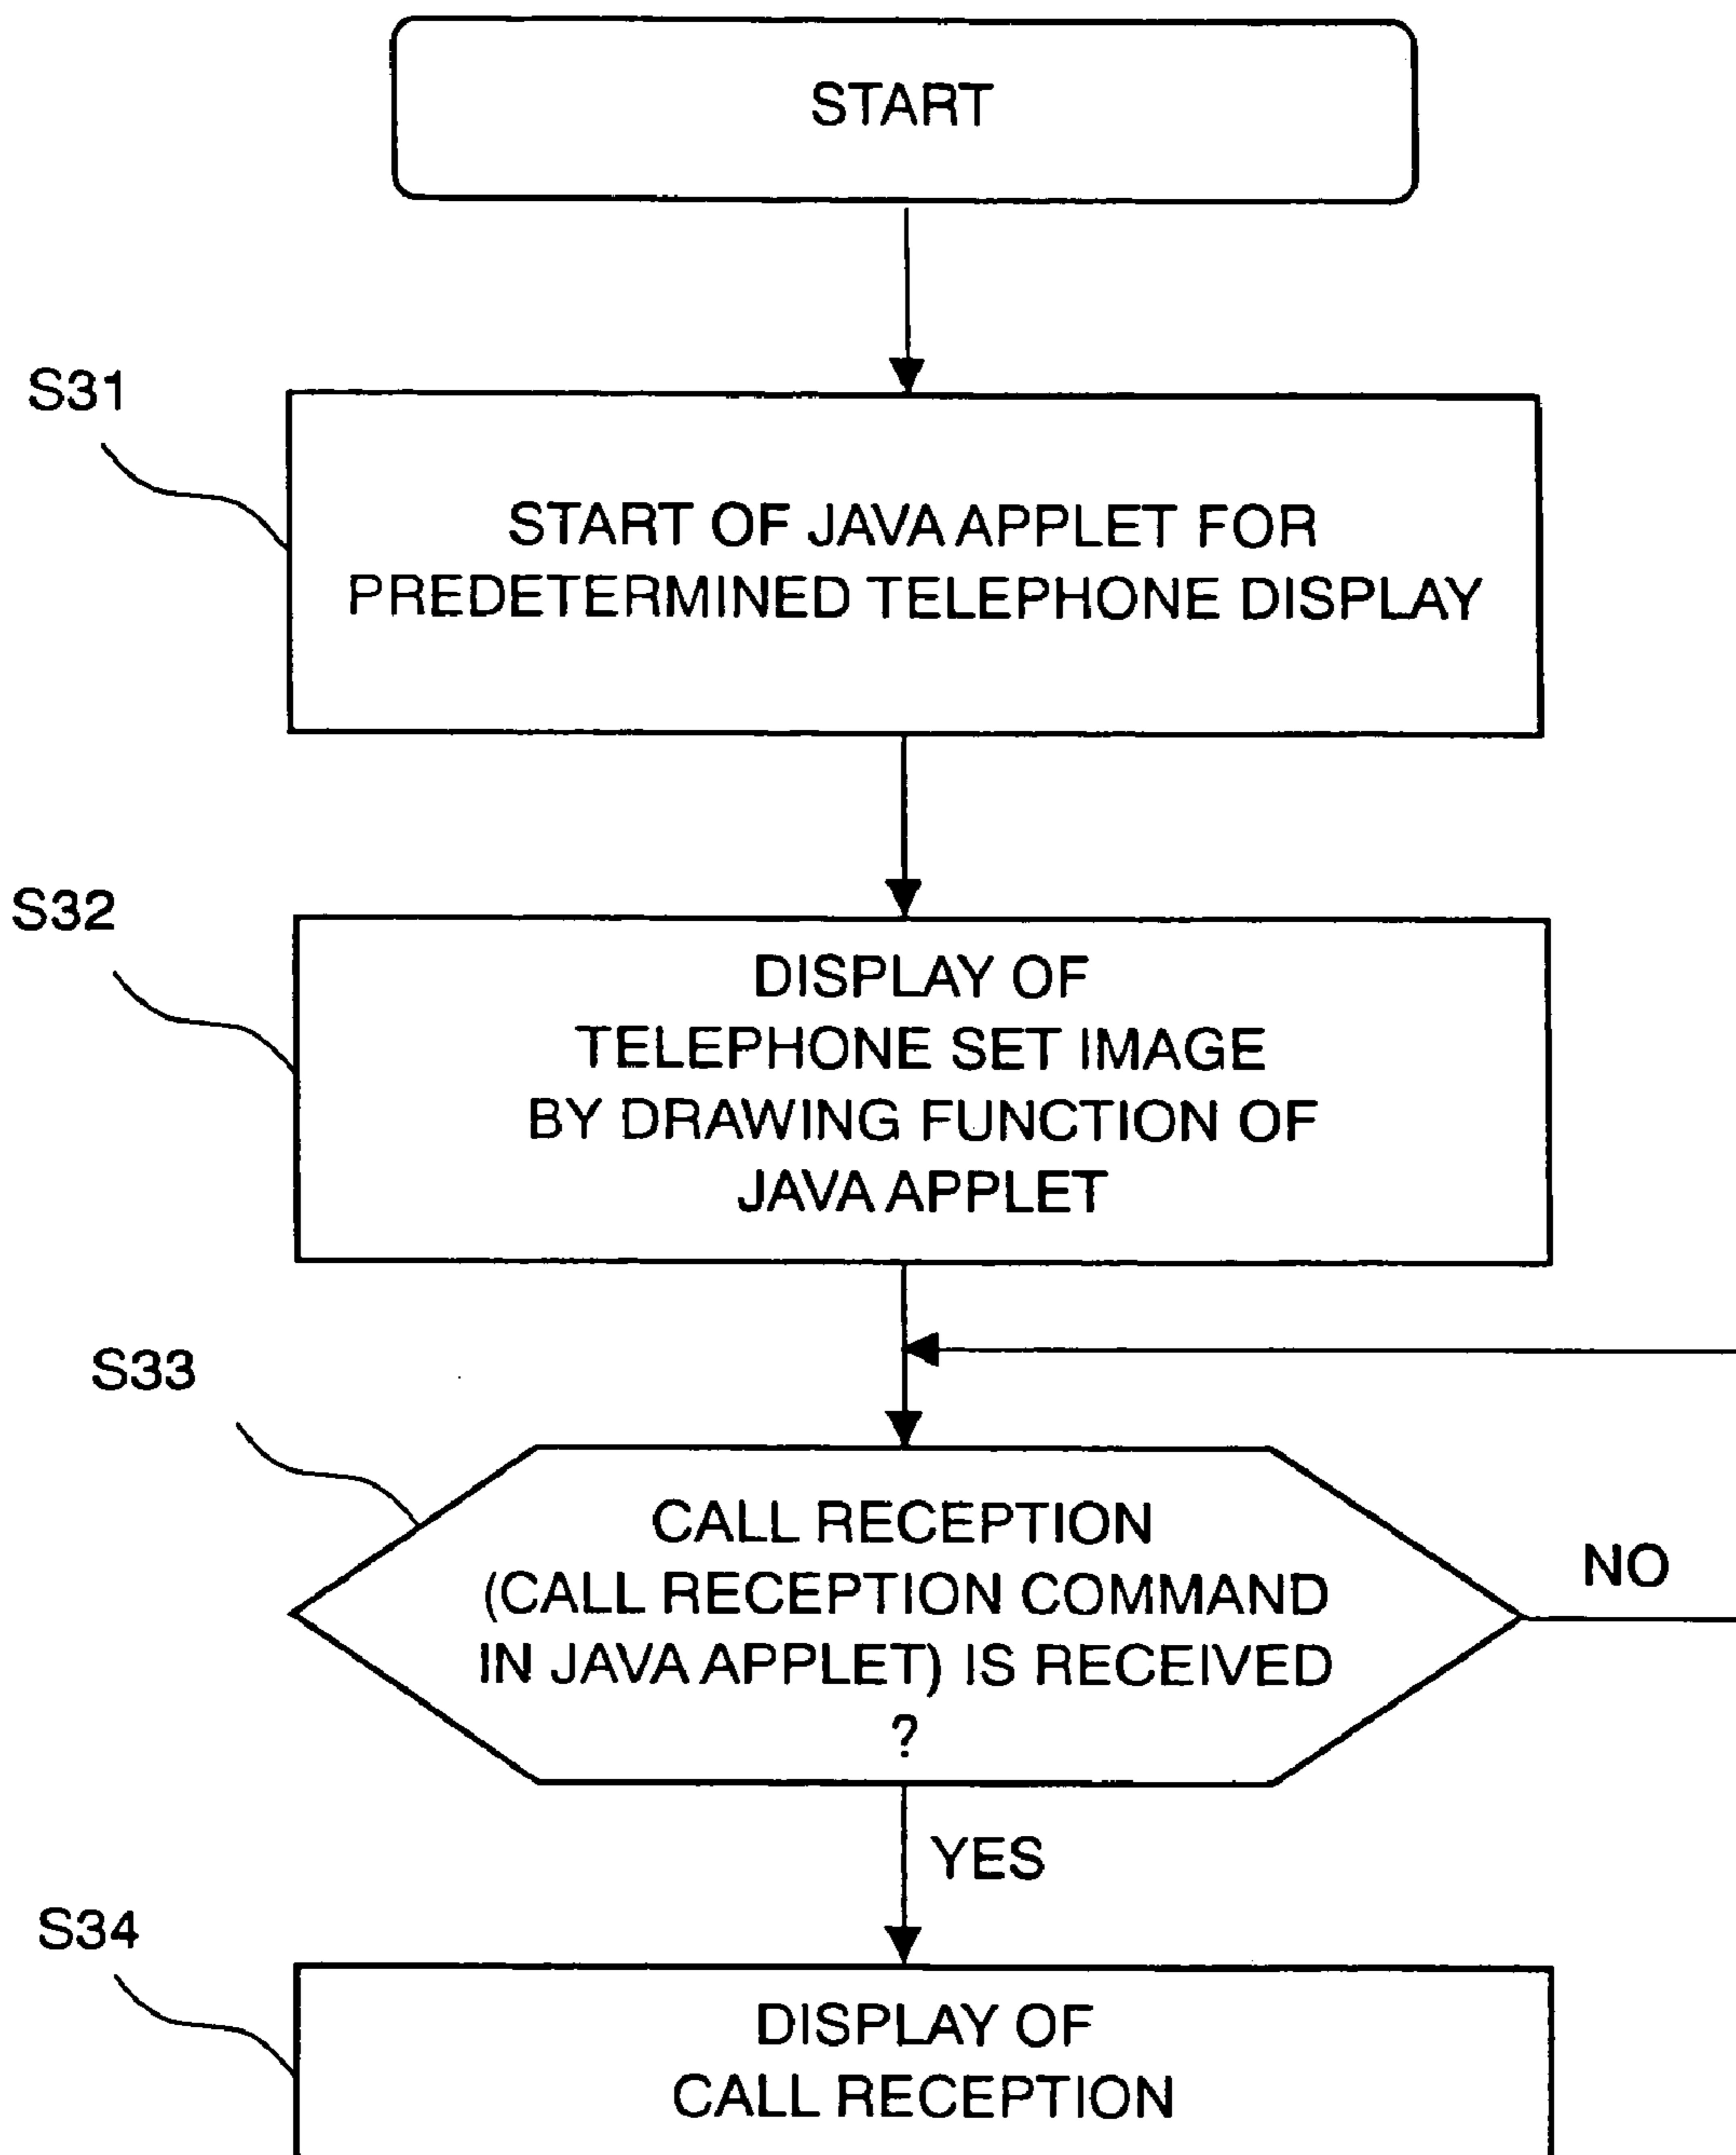 START
S31
START OF JAVA APPLET FOR
PREDETERMINED TELEPHONE DISPLAY
S32
DISPLAY OF
TELEPHONE SET IMAGE
BY DRAWING FUNCTION OF
JAVA APPLET
S33
CALL RECEPTION
(CALL RECEPTION COMMAND
IN JAVA APPLET) IS RECEIVED
?
NO
YES
S34
DISPLAY OF
CALL RECEPTION